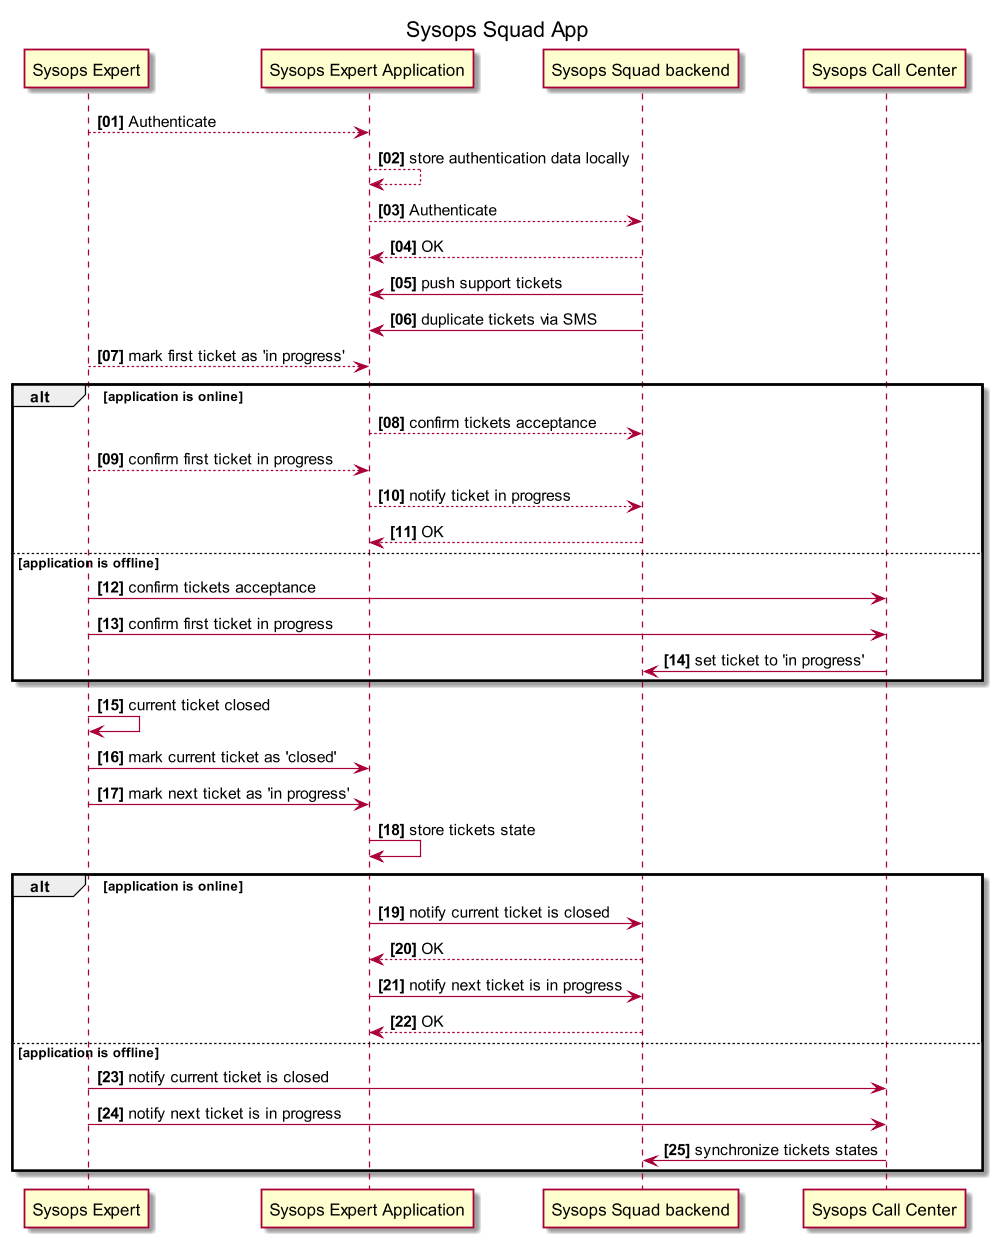 Sysops Squad App
Sysops Expert
Sysops Expert Application
Sysops Squad backend
Sysops Call Center
[01] Authenticate
[02] store authentication data locally
[03] Authenticate
[04] OK
[05] push support tickets
[06] duplicate tickets via SMS
[07] mark first ticket as 'in progress'
alt
[application is online]
[08] confirm tickets acceptance
[09] confirm first ticket in progress
[10] notify ticket in progress
[11] OK
[application is offline]
[12] confirm tickets acceptance
[13] confirm first ticket in progress
[14] set ticket to 'in progress'
[15] current ticket closed
[16] mark current ticket as 'closed'
[17] mark next ticket as 'in progress'
[18] store tickets state
alt
[application is online]
[19] notify current ticket is closed
[20] OK
[21] notify next ticket is in progress
[22] OK
[application is offline]
[23] notify current ticket is closed
[24] notify next ticket is in progress
[25] synchronize tickets states
Sysops Expert
Sysops Expert Application
Sysops Squad backend
Sysops Call Center